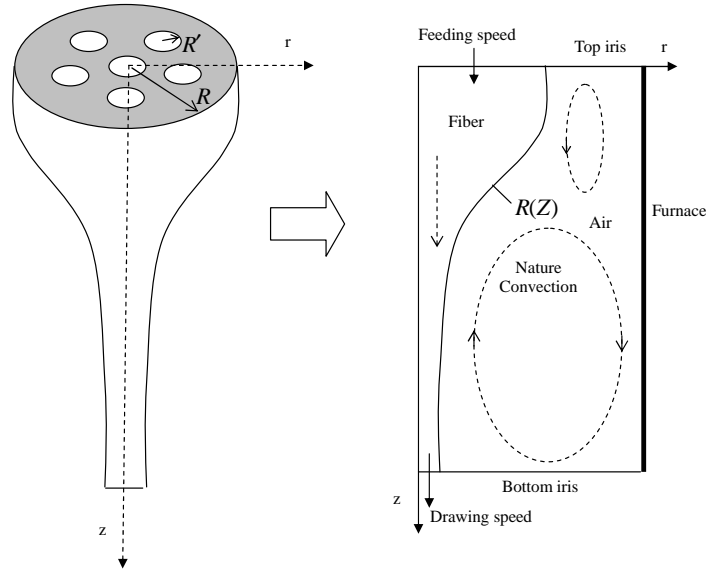 r
R′
R
z
Feeding speed
Top iris
r
Fiber
R(Z)
Furnace
Air
Nature
Convection
Bottom iris
z
Drawing speed